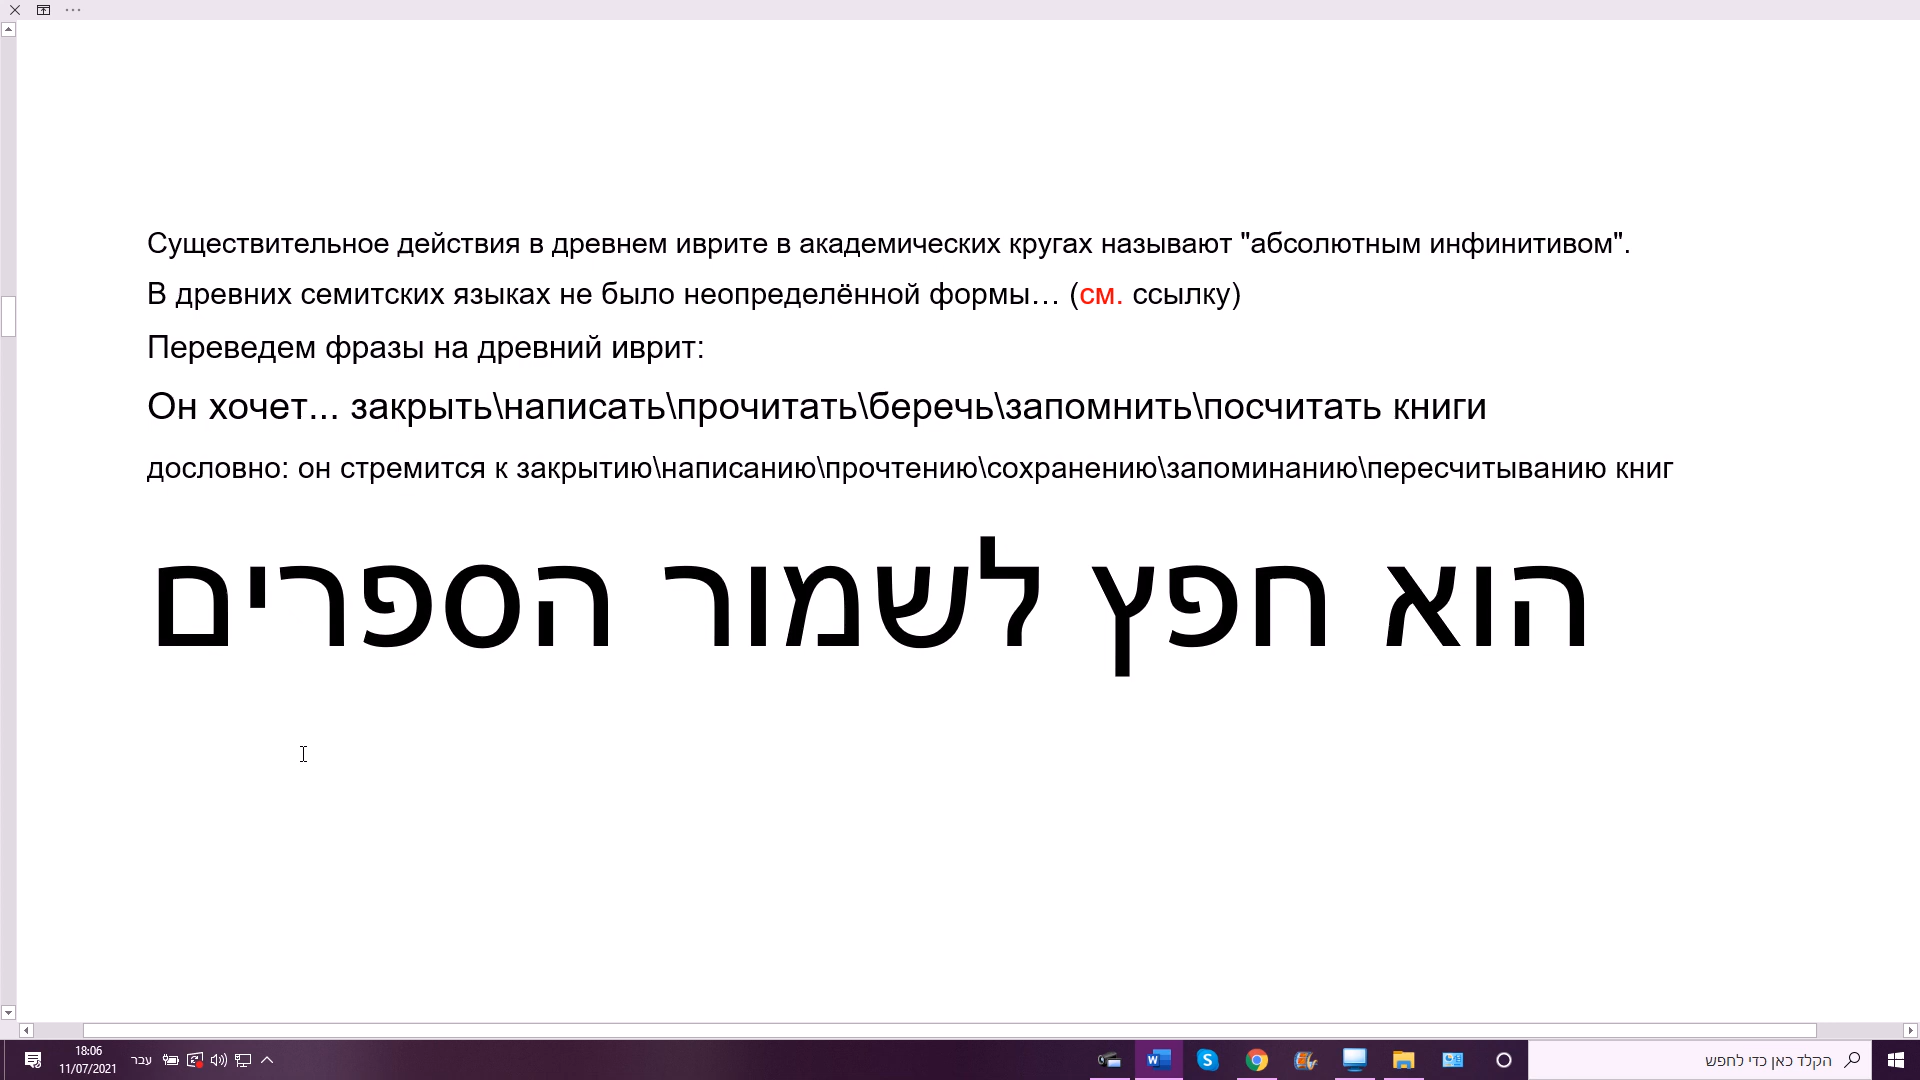 Существительное действия в древнем иврите в академических кругах называют "абсолютным инфинитивом".
В древних семитских языках не было неопределённой формы… (см. ссылку)
Переведем фразы на древний иврит:
Он хочет... закрыть\написать\прочитать\беречь\запомнить\посчитать книги
дословно: он стремится к закрытию\написанию\прочтению\сохранению\запоминанию\пересчитыванию книг
הוא חפץ לשמור הספרים
18:06
11/07/2021
עבר
הקלד כאן כדי לחפש